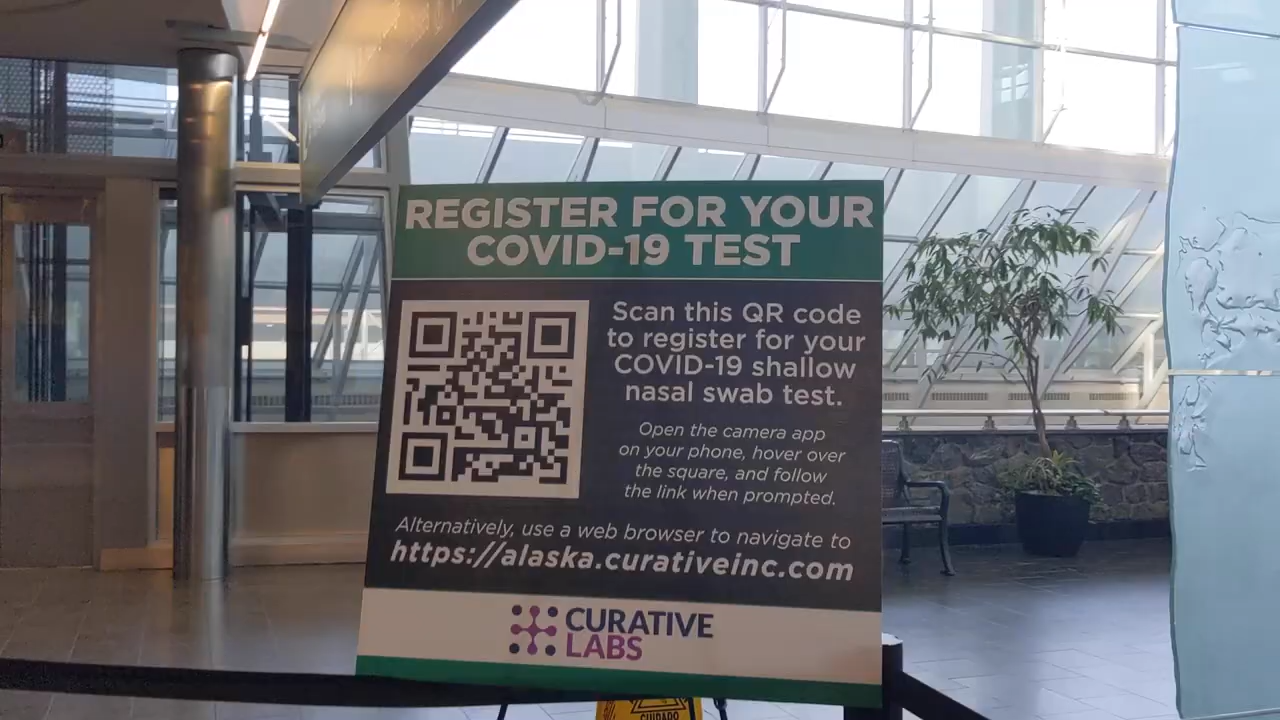 REGISTER FOR YOUR
COVID-19 TEST
Scan this QR code
to register for your
COVID-19 shallow
nasal swab test.
Open the camera app
on your phone, hover over
the square, and follow
the link when prompted.
Alternatively, use a web browser to navigate to
https://alaska.curativeinc.com
CURATIVE
LABS
CUIDADO